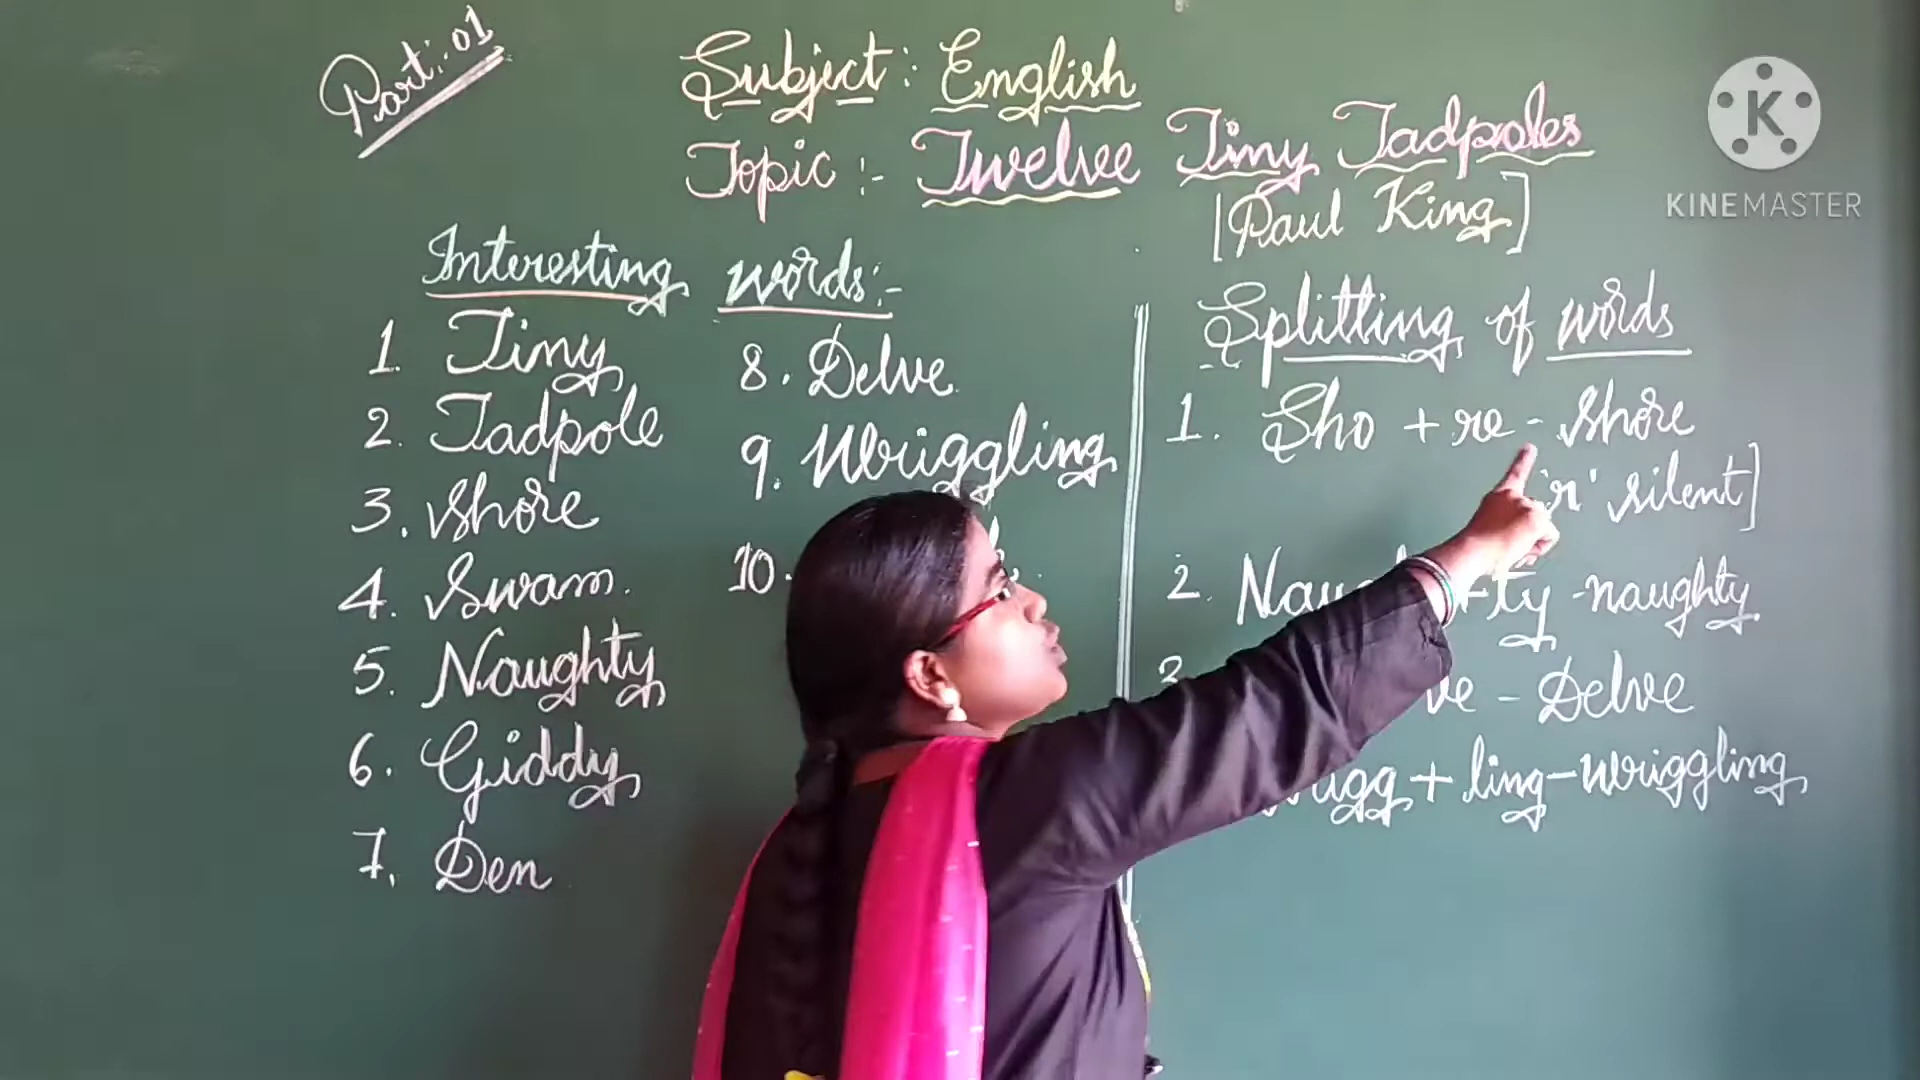 Part:-01
Subject: English
Topic:- Twelve Tiny Tadpoles
[Paul King]
Interesting words:-
1. Tiny
2. Tadpole
3. Shore
4. Swam.
5. Naughty
6. Giddy
7. Den
8. Delve
9. Wriggling
10.
Splitting of words
1. Sho + re - Shore
'r' silent]
2. ty - naughty
ve - Delve
+ ling - wriggling
K
KINEMASTER